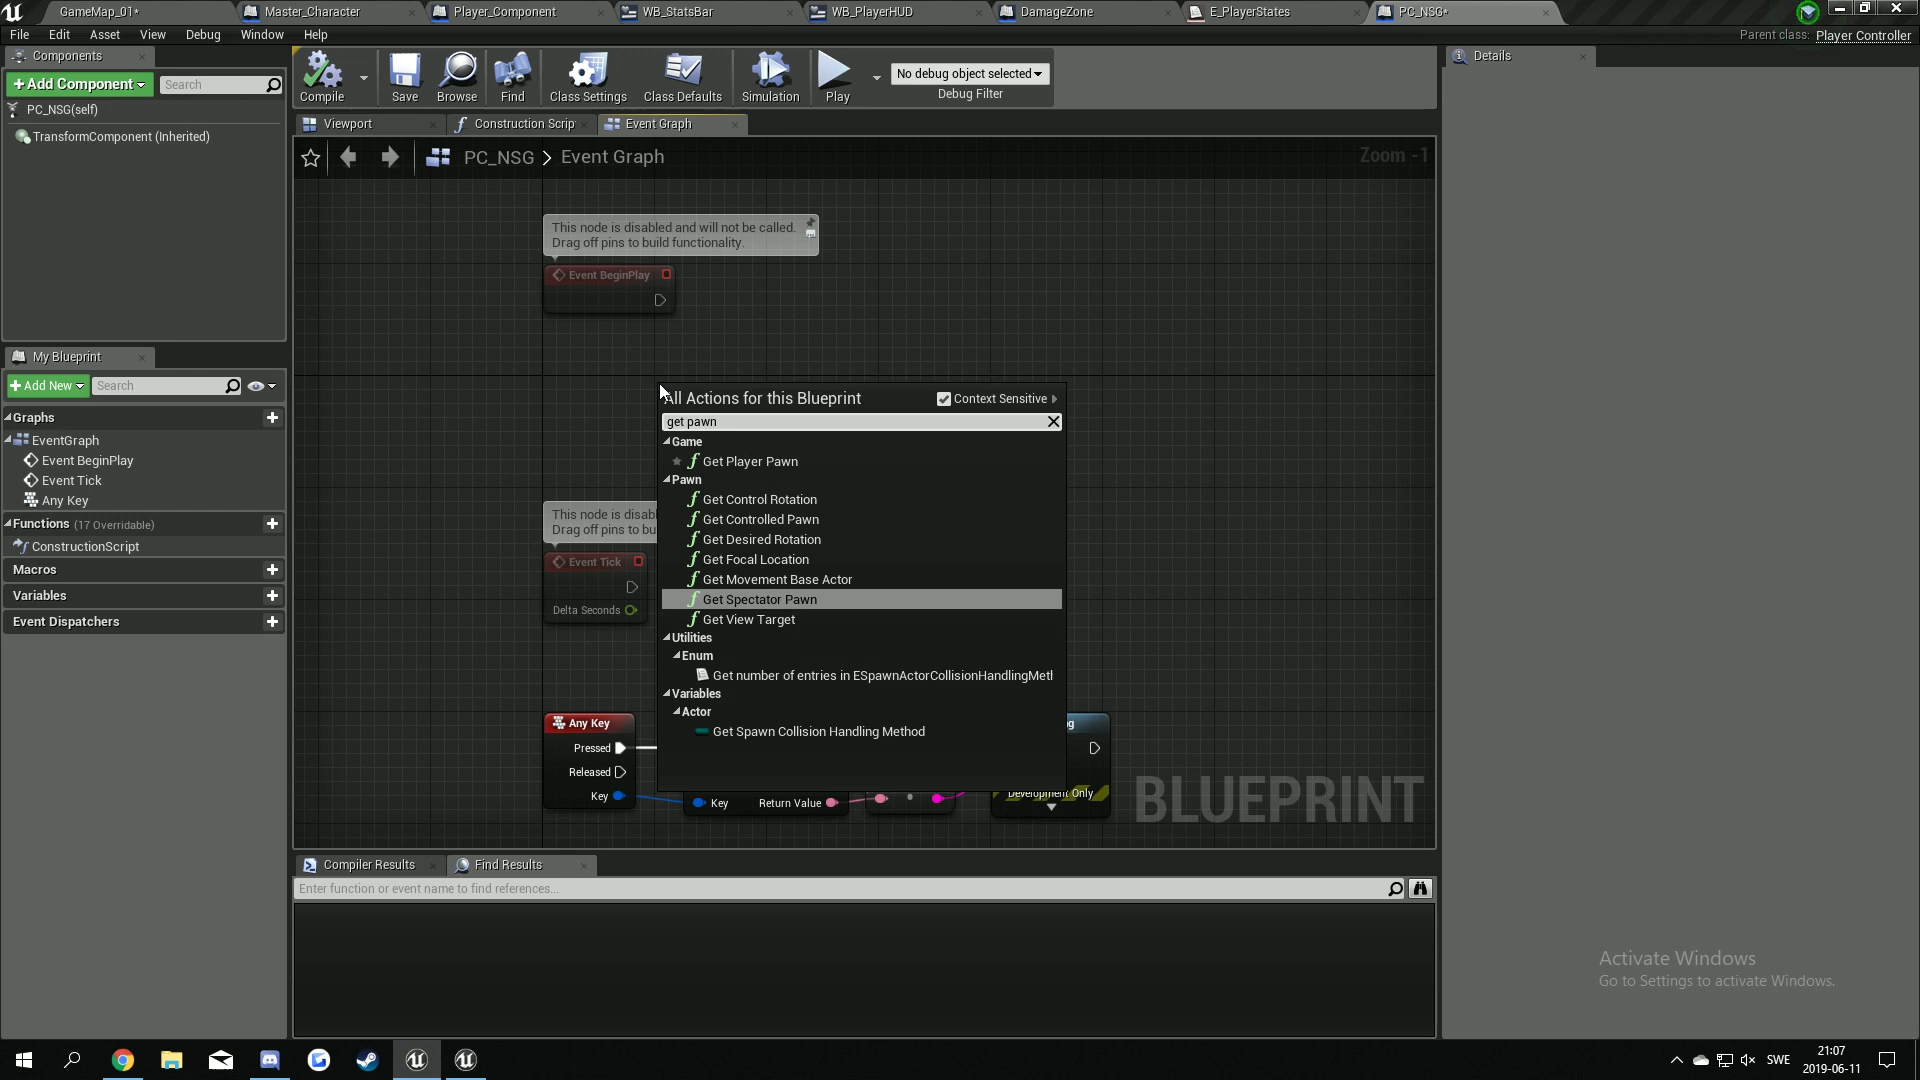 GameMap_01*
Master_Character
Player_Component
WB_StatsBar
WB_PlayerHUD
DamageZone
E_PlayerStates
PC_NSG*
File Edit Asset View Debug Window Help
Parent class: Player Controller
Components
+Add Component
Search
PC_NSG(self)
TransformComponent (Inherited)
Compile
Save
Browse
Find
Class Settings
Class Defaults
Simulation
Play
No debug object selected
Debug Filter
Details
Viewport
Construction Scrip
Event Graph
PC_NSG > Event Graph
Zoom -1
This node is disabled and will not be called.
Drag off pins to build functionality.
Event BeginPlay
My Blueprint
+Add New
Search
Graphs
EventGraph
Event BeginPlay
Event Tick
Any Key
Functions (17 Overridable)
ConstructionScript
Macros
Variables
Event Dispatchers
This node is disabl
Drag off pins to bu
Event Tick
Delta Seconds
All Actions for this Blueprint
Context Sensitive
get pawn
Game
Get Player Pawn
Pawn
Get Control Rotation
Get Controlled Pawn
Get Desired Rotation
Get Focal Location
Get Movement Base Actor
Get Spectator Pawn
Get View Target
Utilities
Enum
Get number of entries in ESpawnActorCollisionHandlingMetl
Variables
Actor
Get Spawn Collision Handling Method
Any Key
Pressed
Released
Key
Key
Return Value
g
Development Only
BLUEPRINT
Compiler Results
Find Results
Enter function or event name to find references...
Activate Windows
Go to Settings to activate Windows.
SWE
21:07
2019-06-11